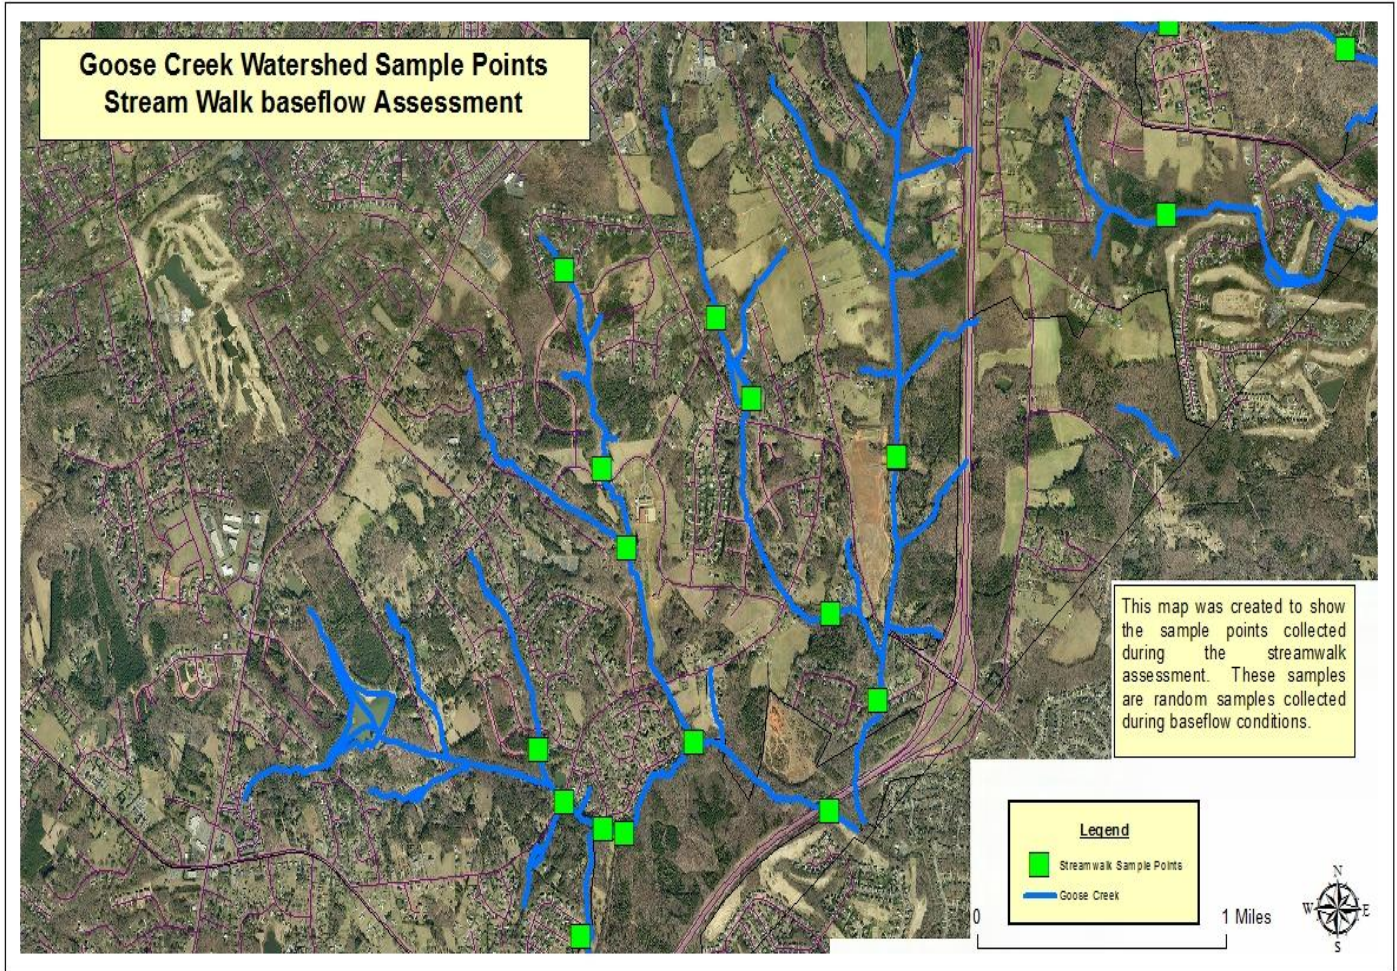 Goose Creek Watershed Sample Points
Stream Walk baseflow Assessment
This map was created to show
the sample points collected
during the streamwalk
assessment. These samples
are random samples collected
during baseflow conditions.
Legend
Streamwalk Sample Points
Goose Creek
0 1 Miles
N
W E
S